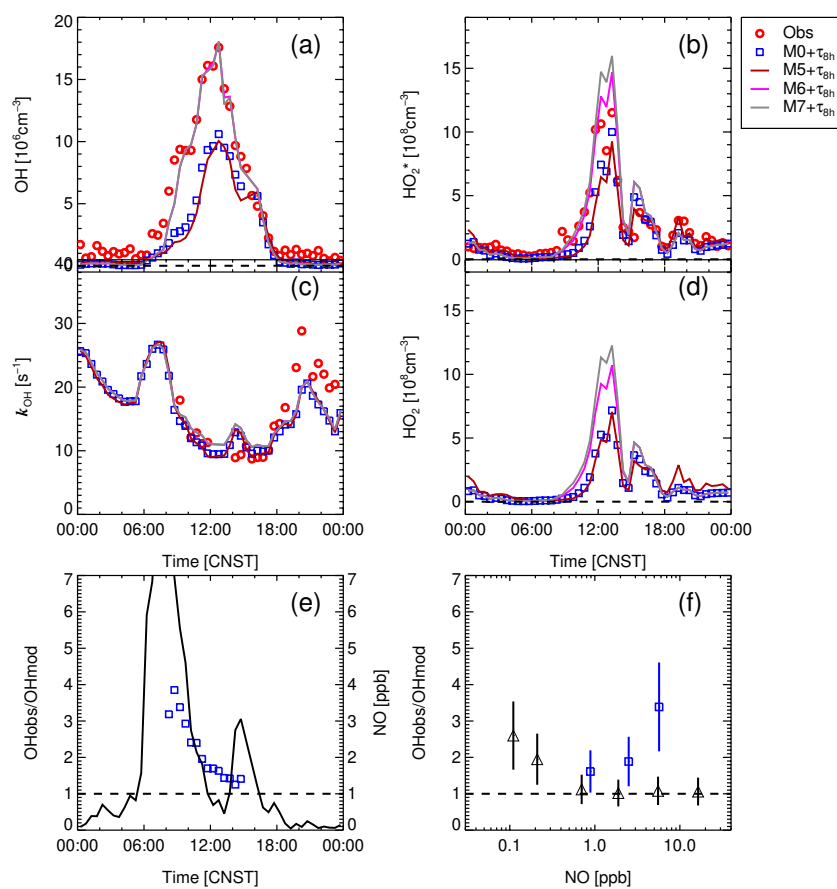 (a)
OH [10⁶cm⁻³]
20
15
10
5
0
(b)
HO₂* [10⁸cm⁻³]
15
10
5
0
Obs
M0+τ8h
M5+τ8h
M6+τ8h
M7+τ8h
(c)
kOH [s⁻¹]
40
30
20
10
0
00:00 06:00 12:00 18:00 00:00
Time [CNST]
(d)
HO₂ [10⁸cm⁻³]
15
10
5
0
00:00 06:00 12:00 18:00 00:00
Time [CNST]
(e)
OHobs/OHmod
7
6
5
4
3
2
1
0
7
6
5
4
3
2
1
0
NO [ppb]
00:00 06:00 12:00 18:00 00:00
Time [CNST]
(f)
OHobs/OHmod
7
6
5
4
3
2
1
0
0.1 1.0 10.0
NO [ppb]